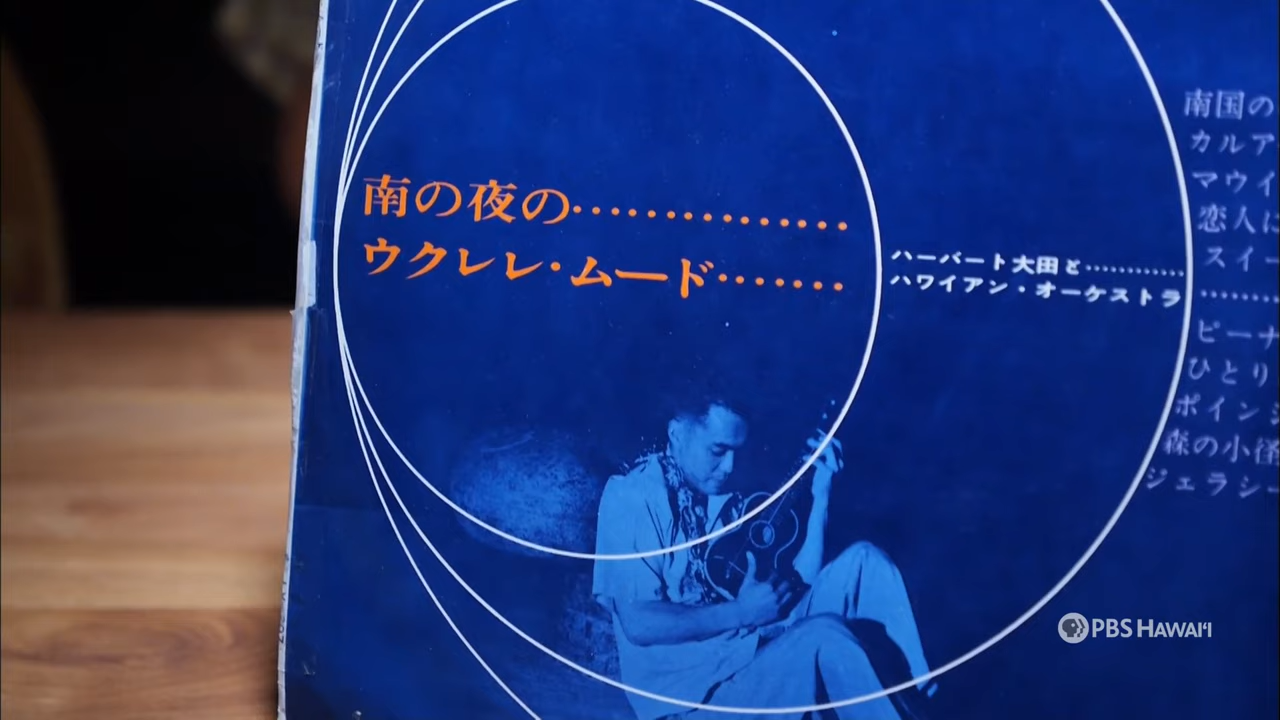 南の夜の……………
ウクレレ・ムード………
ハーバート大田と…………
ハワイアン・オーケストラ
南国の
カルア
マウイ
恋人に
スイー
………
ピーナ
ひとり
ポイン
森の小径
ジェラシー
PBS HAWAIʻI